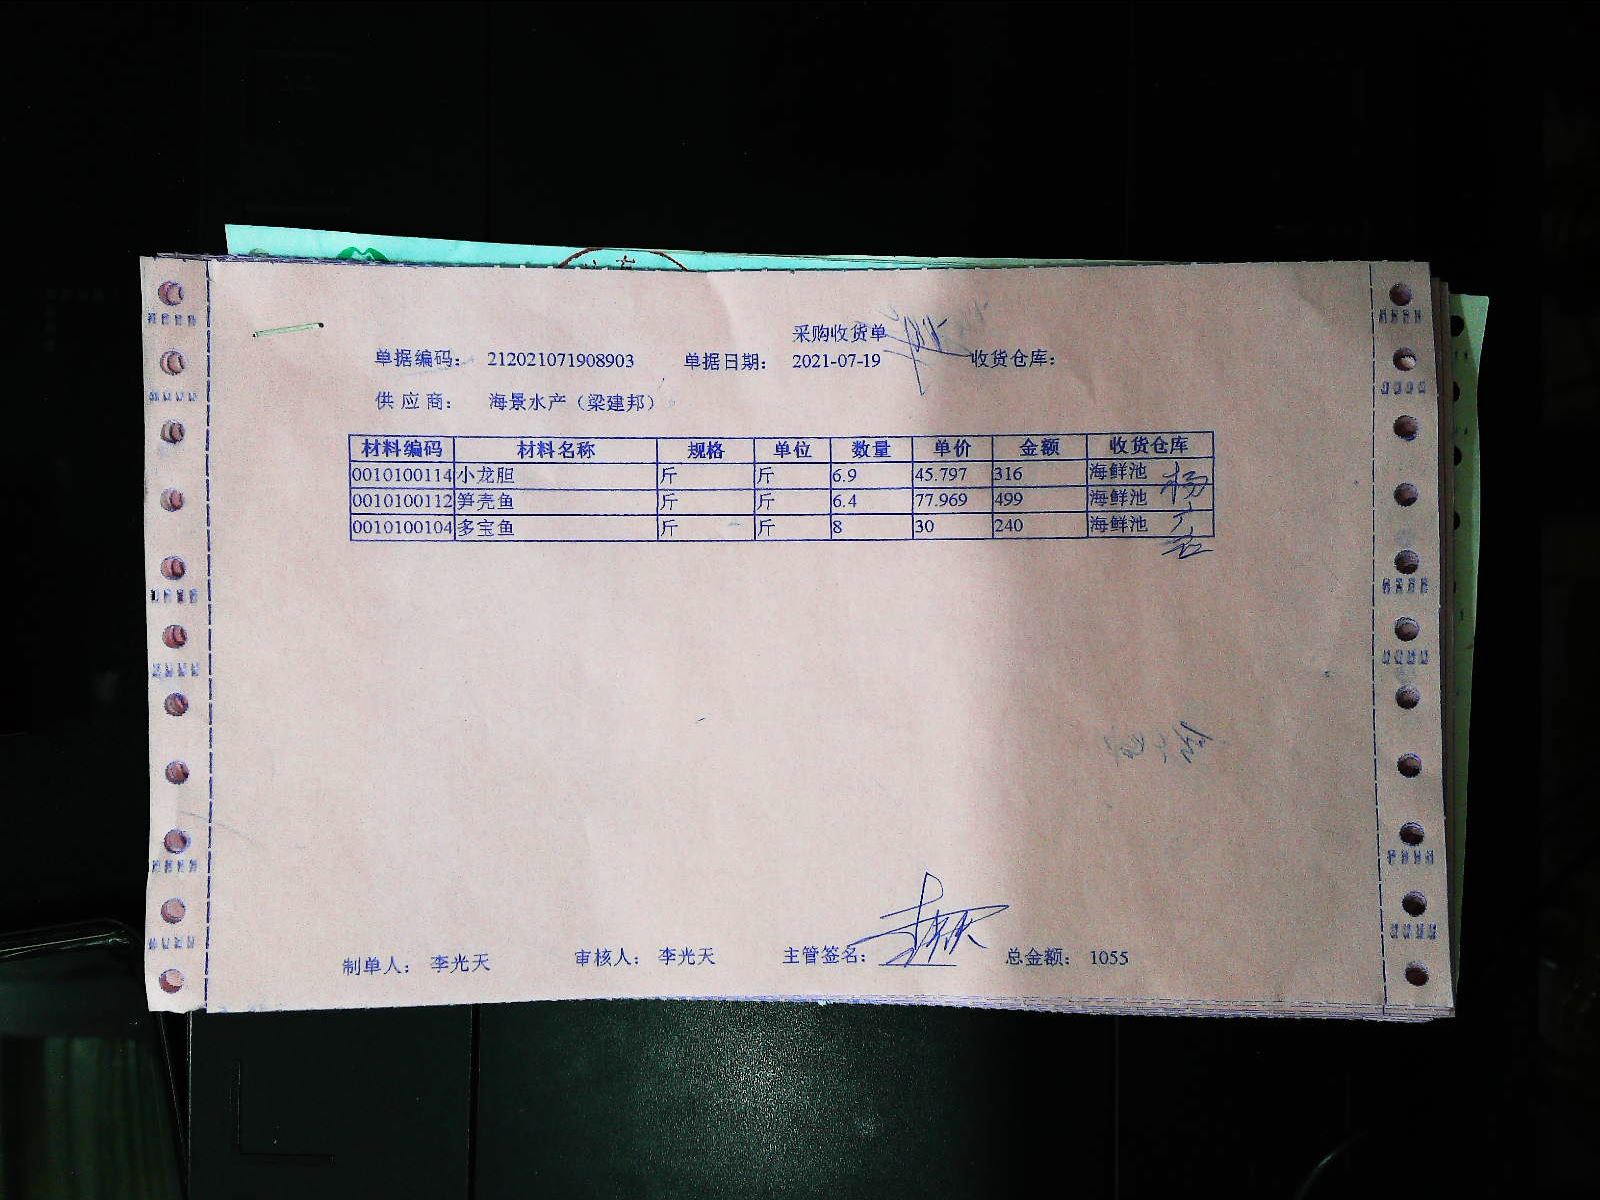 采购收货单
单据编码： 212021071908903 单据日期： 2021-07-19 收货仓库：
供 应 商： 海景水产（梁建邦）
材料编码 材料名称 规格 单位 数量 单价 金额 收货仓库
0010100114 小龙胆 斤 斤 6.9 45.797 316 海鲜池
0010100112 笋壳鱼 斤 斤 6.4 77.969 499 海鲜池
0010100104 多宝鱼 斤 斤 8 30 240 海鲜池
制单人： 李光天 审核人： 李光天 主管签名： 总金额： 1055